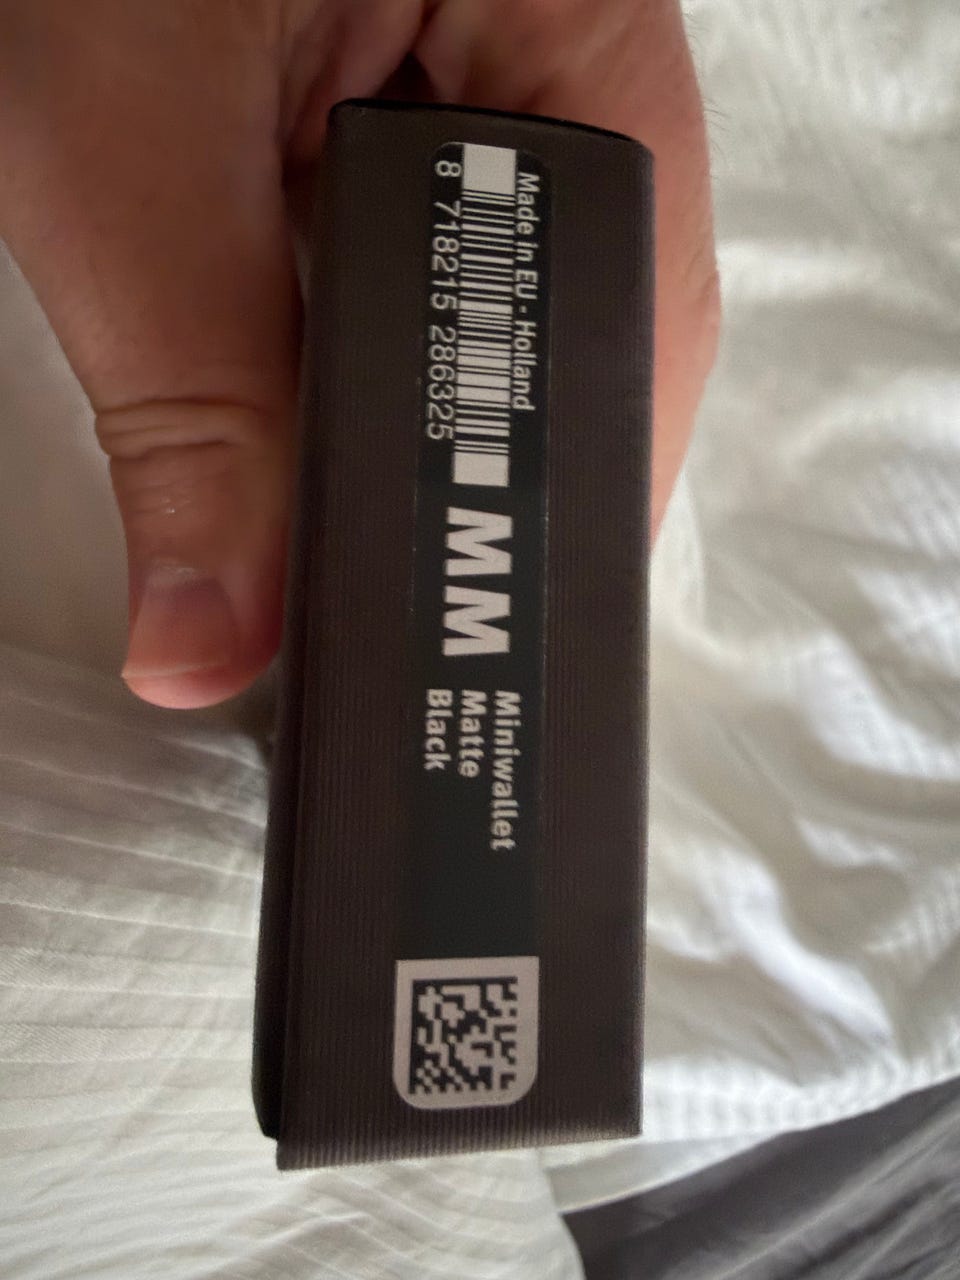 Made in EU - Holland
8 718215 286325
MM
Miniwallet
Matte
Black